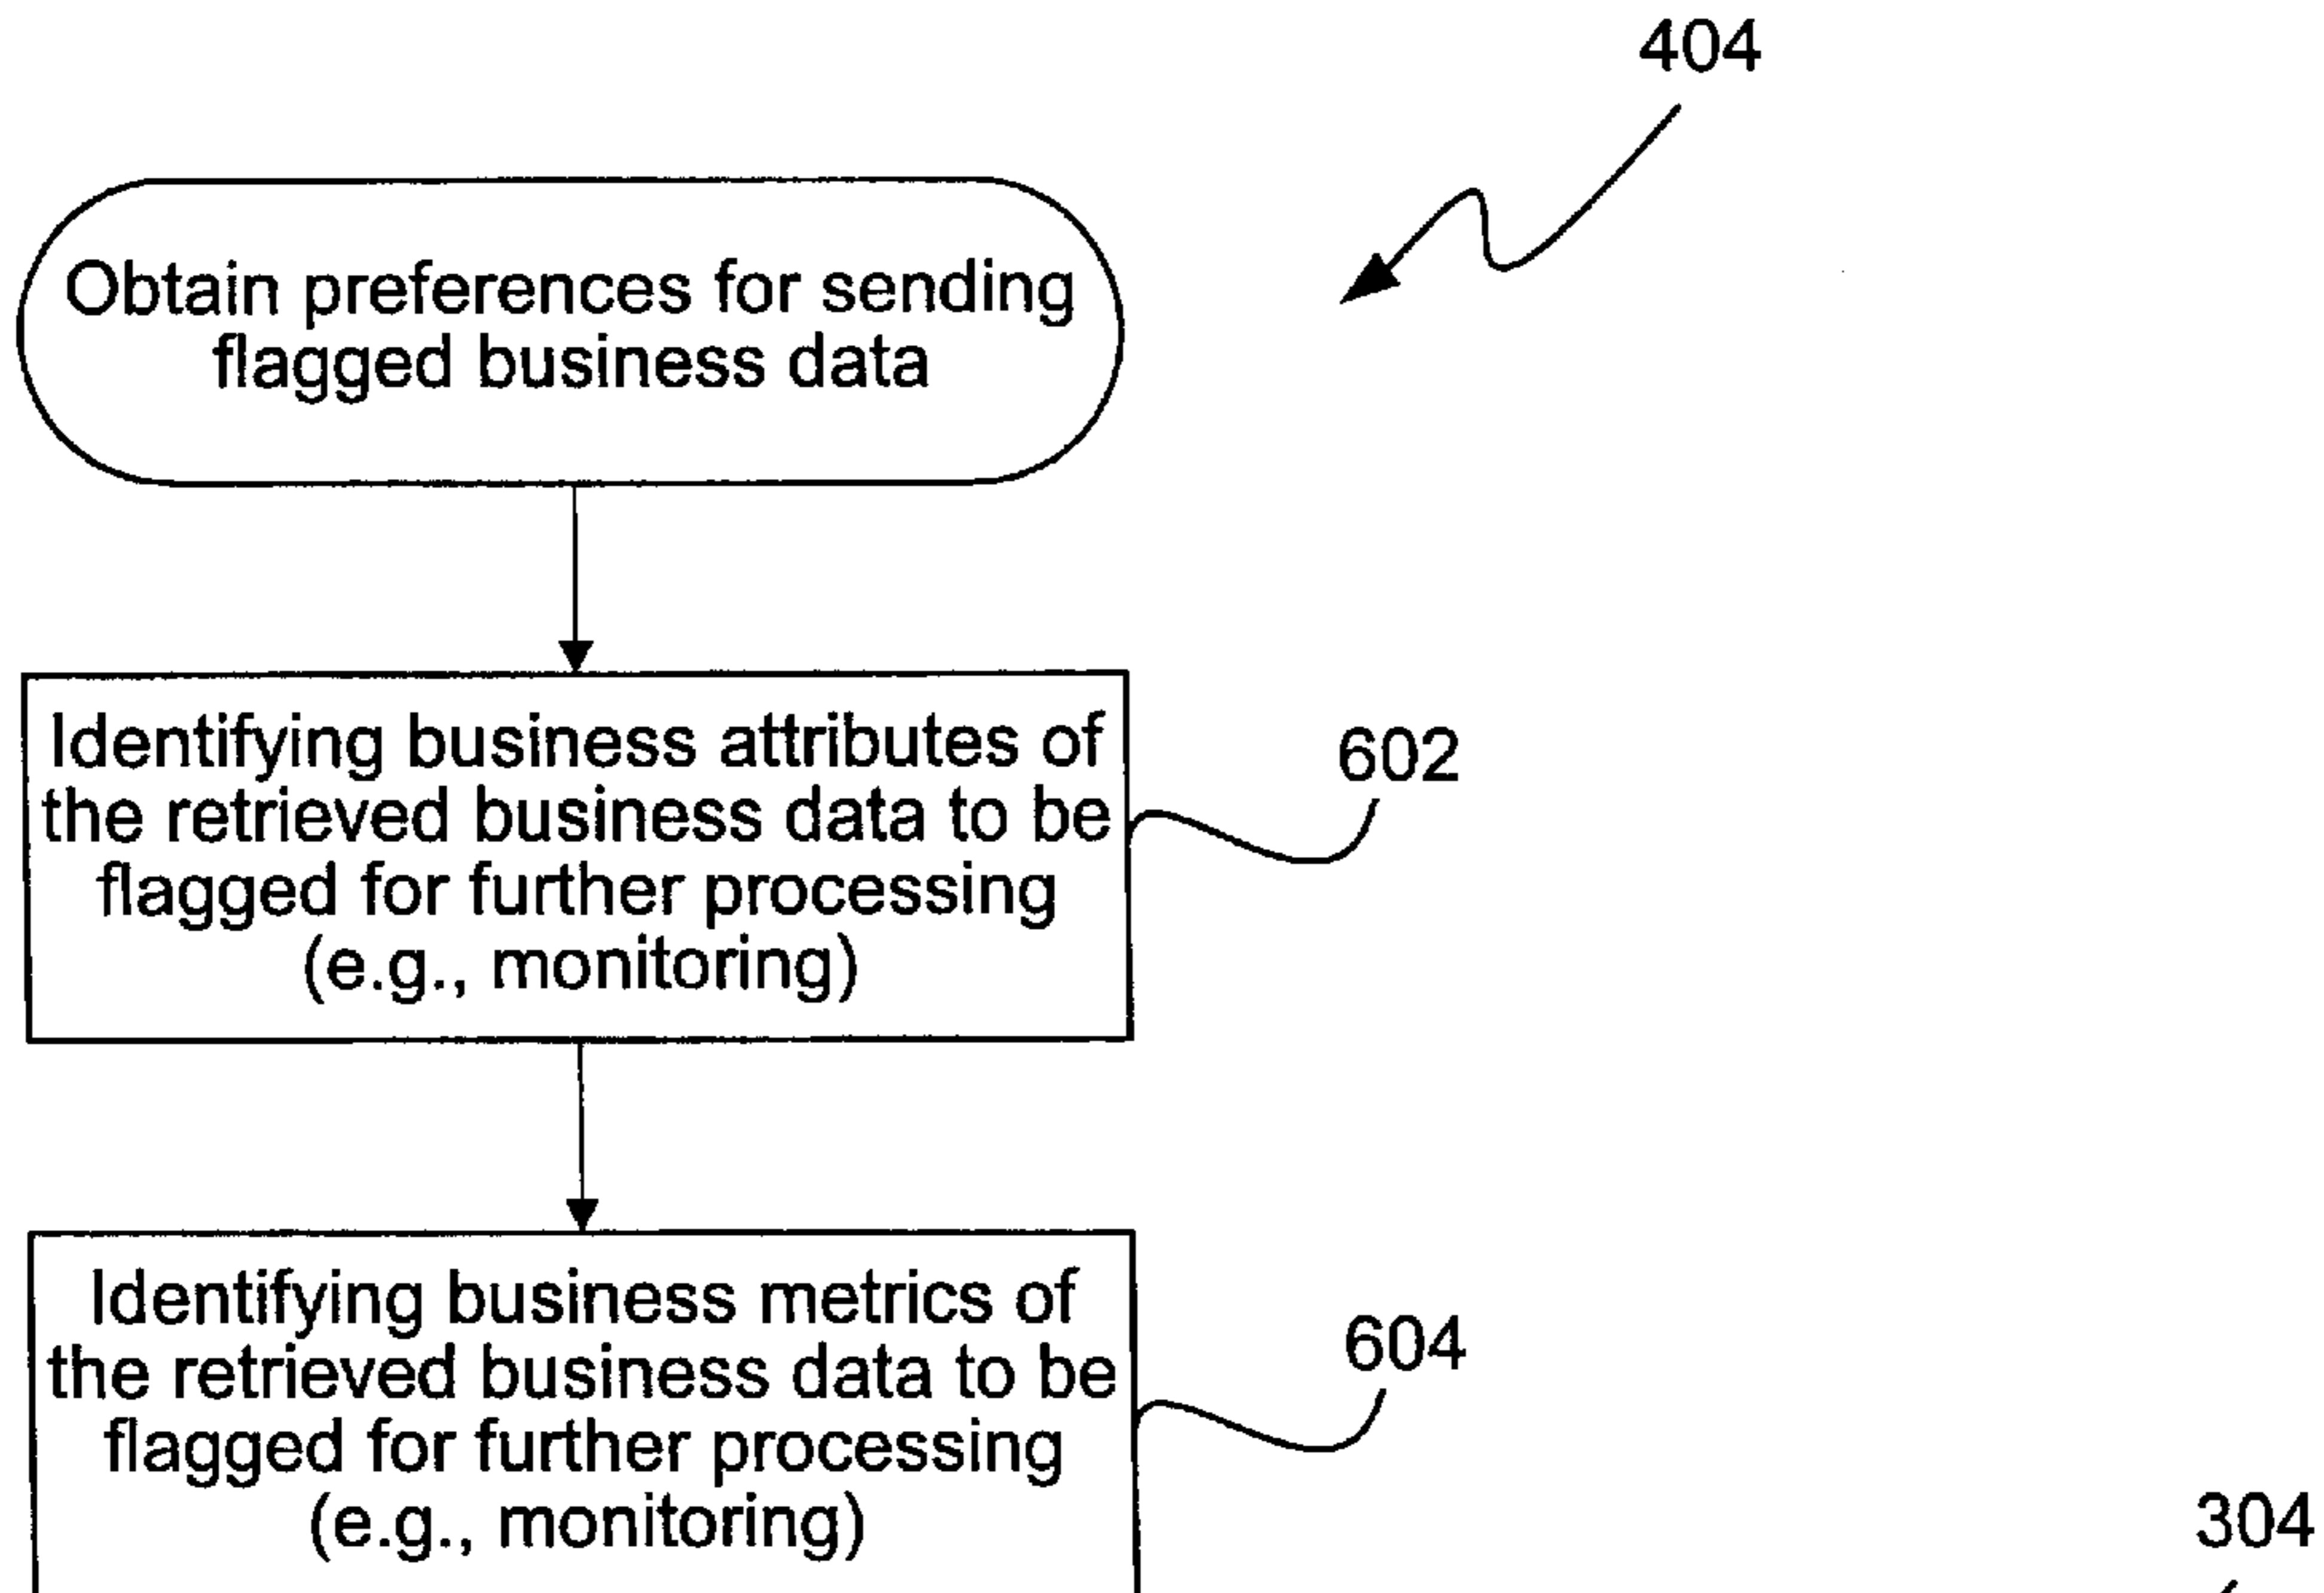 404
Obtain preferences for sending
flagged business data
Identifying business attributes of
the retrieved business data to be
flagged for further processing
(e.g., monitoring)
602
Identifying business metrics of
the retrieved business data to be
flagged for further processing
(e.g., monitoring)
604
304